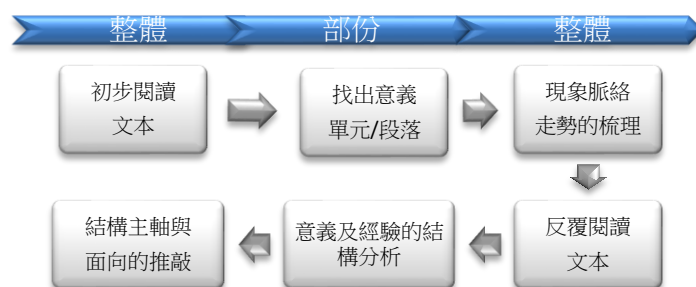 整體
部份
整體
初步閱讀
文本
找出意義
單元/段落
現象脈絡
走勢的梳理
反覆閱讀
文本
意義及經驗的結
構分析
結構主軸與
面向的推敲